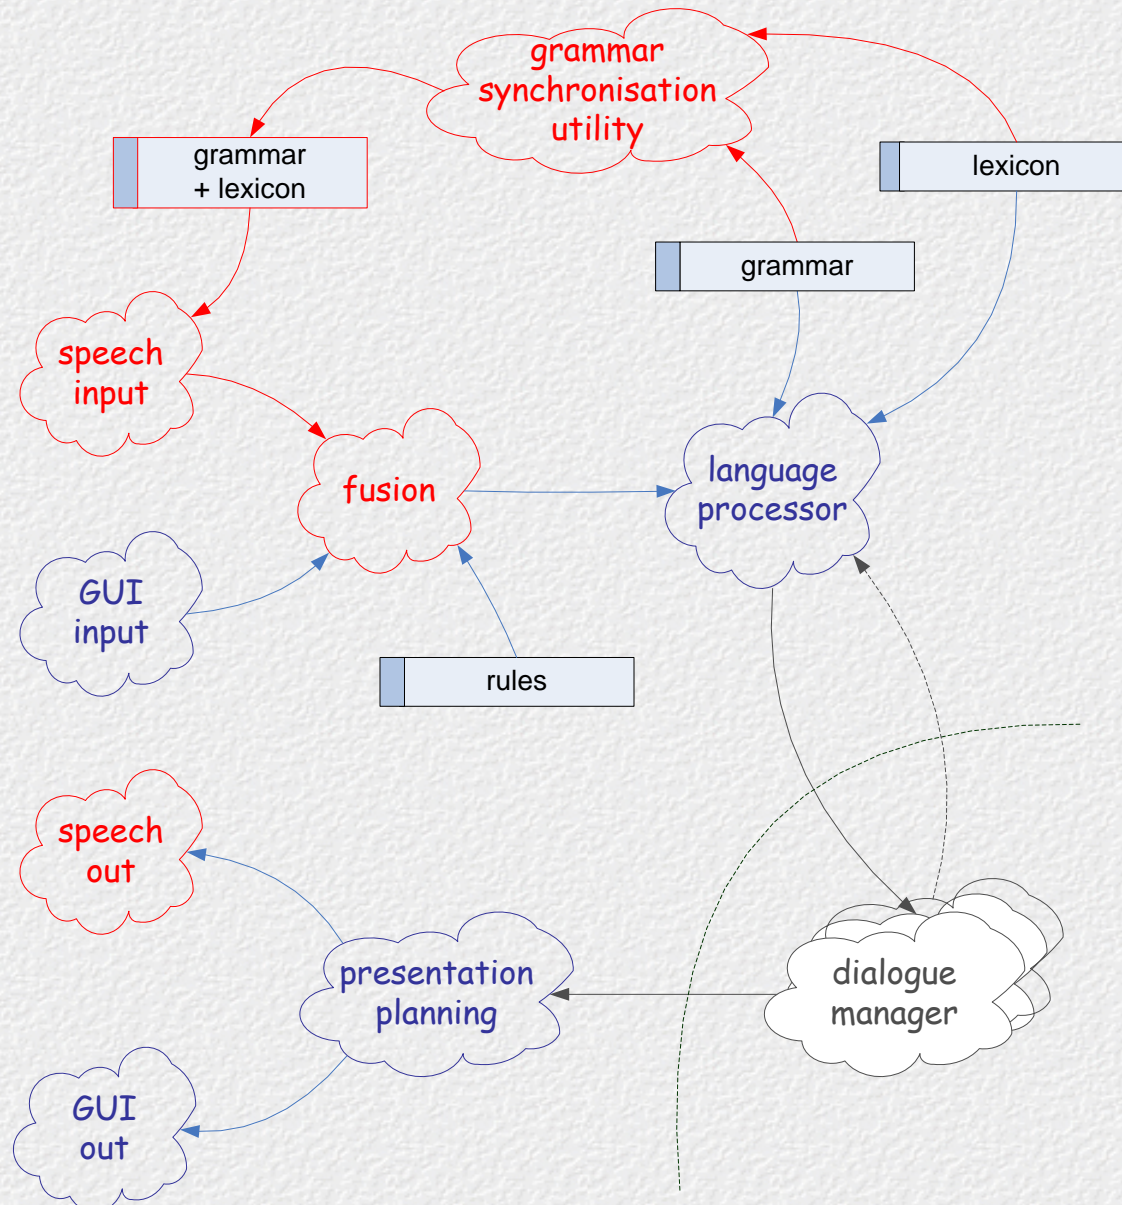 grammar
synchronisation
utility
grammar
+ lexicon
lexicon
grammar
speech
input
fusion
language
processor
GUI
input
rules
speech
out
presentation
planning
dialogue
manager
GUI
out